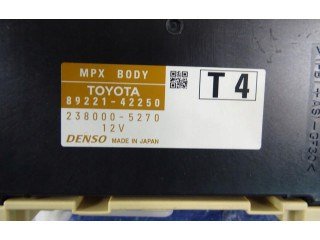 MPX BODY
TOYOTA
89221-42250
238000-5270
12V
DENSO MADE IN JAPAN
T4